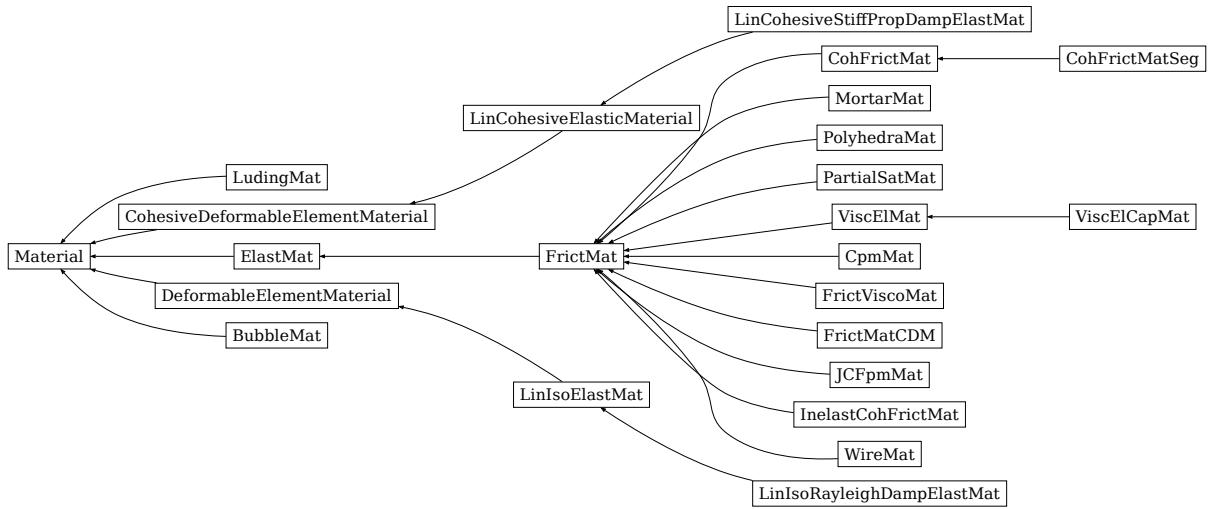 LinCohesiveStiffPropDampElastMat
CohFrictMat
CohFrictMatSeg
MortarMat
LinCohesiveElasticMaterial
PolyhedraMat
LudingMat
PartialSatMat
CohesiveDeformableElementMaterial
ViscElMat
ViscElCapMat
Material
ElastMat
FrictMat
CpmMat
DeformableElementMaterial
FrictViscoMat
BubbleMat
FrictMatCDM
JCFpmMat
LinIsoElastMat
InelastCohFrictMat
WireMat
LinIsoRayleighDampElastMat